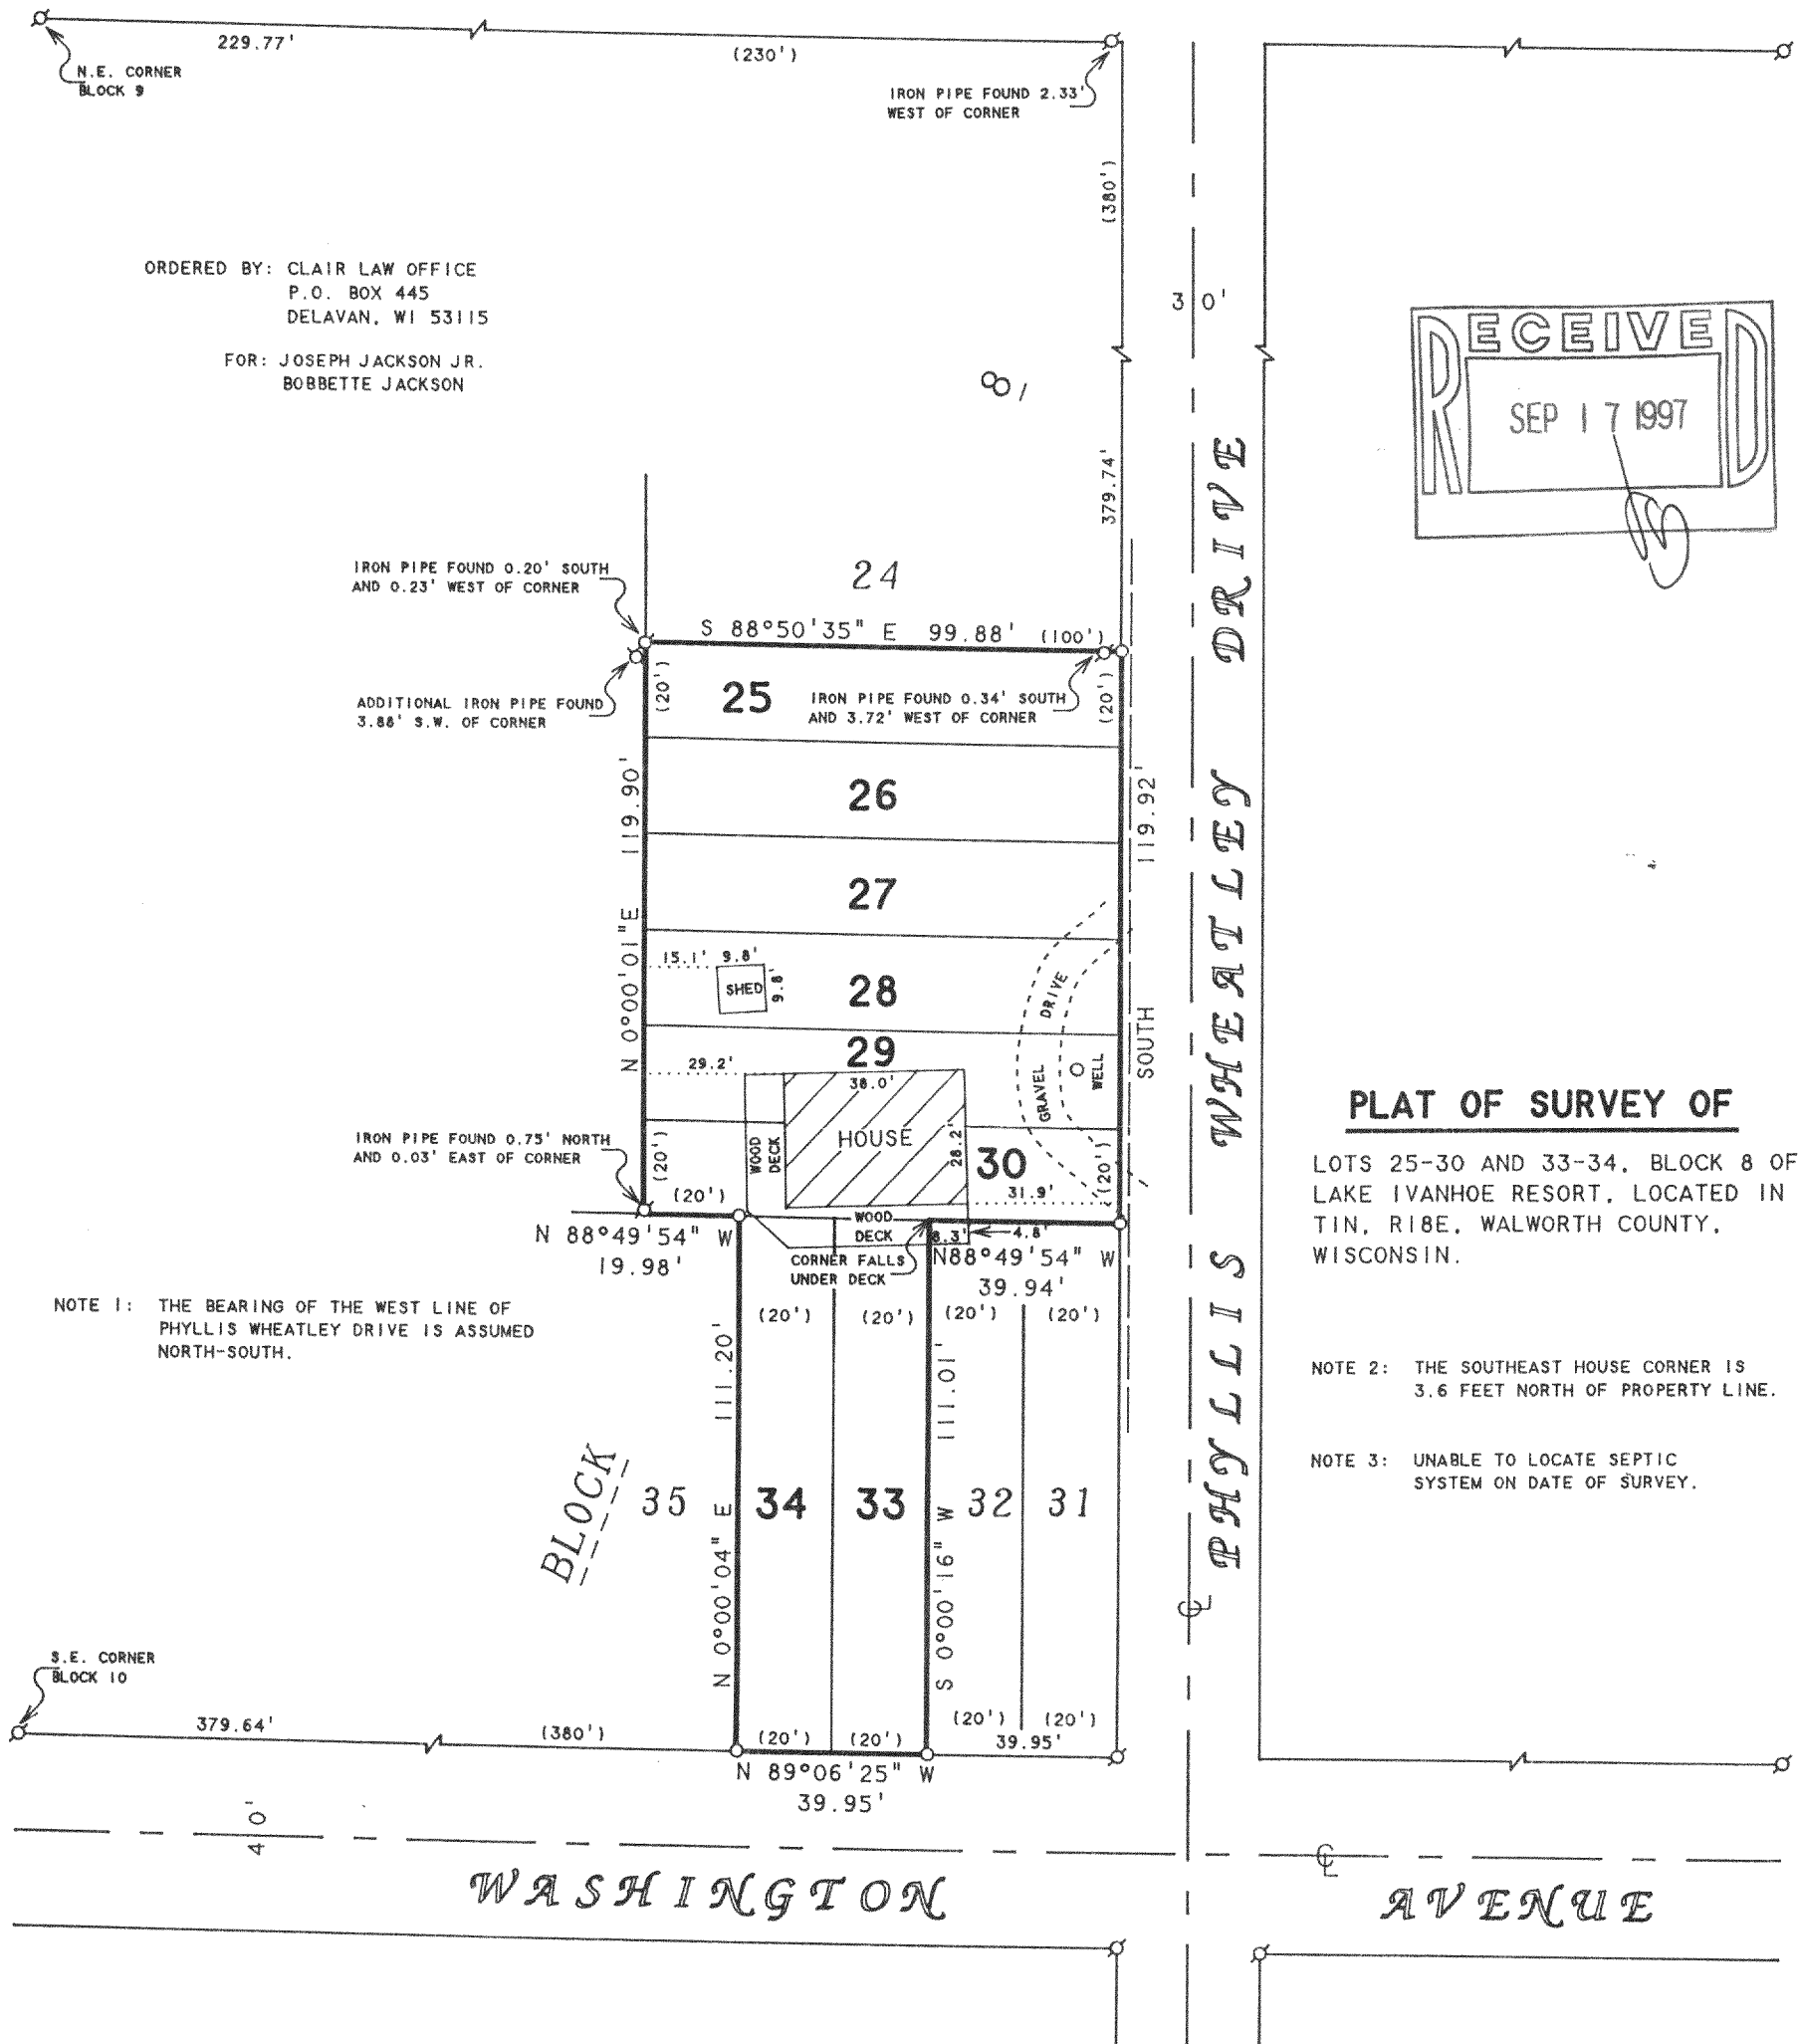 229.77'
(230')
N.E. CORNER
BLOCK 9
IRON PIPE FOUND 2.33'
WEST OF CORNER
(380')
ORDERED BY: CLAIR LAW OFFICE
P.O. BOX 445
DELAVAN, WI 53115
FOR: JOSEPH JACKSON JR.
BOBBETTE JACKSON
30'
8
RECEIVED
SEP 17 1997
379.74'
PHYLLIS WHEATLEY DRIVE
IRON PIPE FOUND 0.20' SOUTH
AND 0.23' WEST OF CORNER
24
S 88°50'35" E 99.88' (100')
(20')
25
IRON PIPE FOUND 0.34' SOUTH
AND 3.72' WEST OF CORNER
(20')
ADDITIONAL IRON PIPE FOUND
3.88' S.W. OF CORNER
26
N 0°00'01"E 119.90'
SOUTH 119.92'
27
15.1' 9.8'
SHED
9.8'
28
GRAVEL DRIVE
29
29.2'
38.0'
WELL
HOUSE
WOOD
DECK
28.2'
30
IRON PIPE FOUND 0.75' NORTH
AND 0.03' EAST OF CORNER
(20')
(20')
31.9'
(20')
WOOD
DECK
8.3'
4.8'
N 88°49'54" W
19.98'
CORNER FALLS
UNDER DECK
N88°49'54" W
39.94'
PLAT OF SURVEY OF
LOTS 25-30 AND 33-34, BLOCK 8 OF
LAKE IVANHOE RESORT, LOCATED IN
T1N, R18E, WALWORTH COUNTY,
WISCONSIN.
NOTE 1: THE BEARING OF THE WEST LINE OF
PHYLLIS WHEATLEY DRIVE IS ASSUMED
NORTH-SOUTH.
(20') (20') (20') (20')
NOTE 2: THE SOUTHEAST HOUSE CORNER IS
3.6 FEET NORTH OF PROPERTY LINE.
NOTE 3: UNABLE TO LOCATE SEPTIC
SYSTEM ON DATE OF SURVEY.
BLOCK
35 34 33 32 31
N 0°00'04" E 111.20'
S 0°00'16" W 111.01'
S.E. CORNER
BLOCK 10
379.64'
(380')
(20') (20') (20') (20')
39.95'
N 89°06'25" W
39.95'
40'
WASHINGTON AVENUE